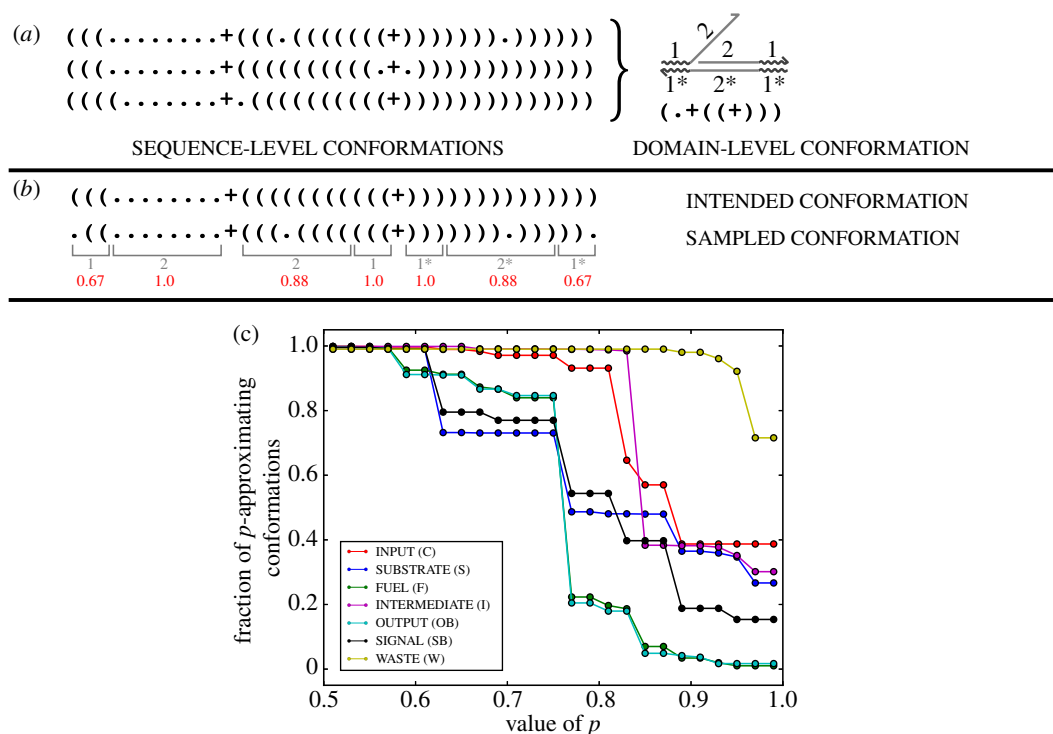 (a)
(((........+(((.(((((((+))))))).))))))
(((........+((((((((((.+.)))))))))))))
((((.......+.((((((((((+))))))))))))))
2
1 2 1
1* 2* 1*
(.+((+)))
SEQUENCE-LEVEL CONFORMATIONS DOMAIN-LEVEL CONFORMATION
(b)
(((........+(((((((((((+)))))))))))))) INTENDED CONFORMATION
.((........+(((.(((((((+))))))).))))). SAMPLED CONFORMATION
1 2 2 1 1* 2* 1*
0.67 1.0 0.88 1.0 1.0 0.88 0.67
(c)
fraction of p-approximating
conformations
1.0
0.8
0.6
0.4
0.2
0
INPUT (C)
SUBSTRATE (S)
FUEL (F)
INTERMEDIATE (I)
OUTPUT (OB)
SIGNAL (SB)
WASTE (W)
0.5 0.6 0.7 0.8 0.9 1.0
value of p